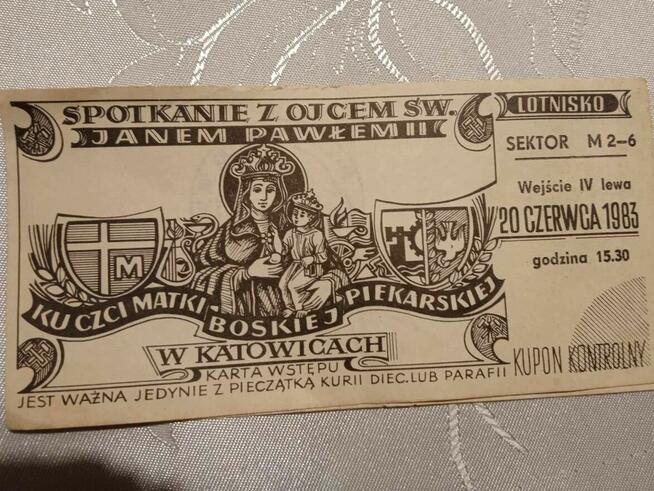 SPOTKANIE Z OJCEM ŚW.
JANEM PAWŁEM II
M
KU CZCI MATKI BOSKIEJ PIEKARSKIEJ
W KATOWICACH
KARTA WSTĘPU
JEST WAŻNA JEDYNIE Z PIECZĄTKĄ KURII DIEC. LUB PARAFII
LOTNISKO
SEKTOR M 2-6
Wejście IV lewa
20 CZERWCA 1983
godzina 15.30
KUPON KONTROLNY